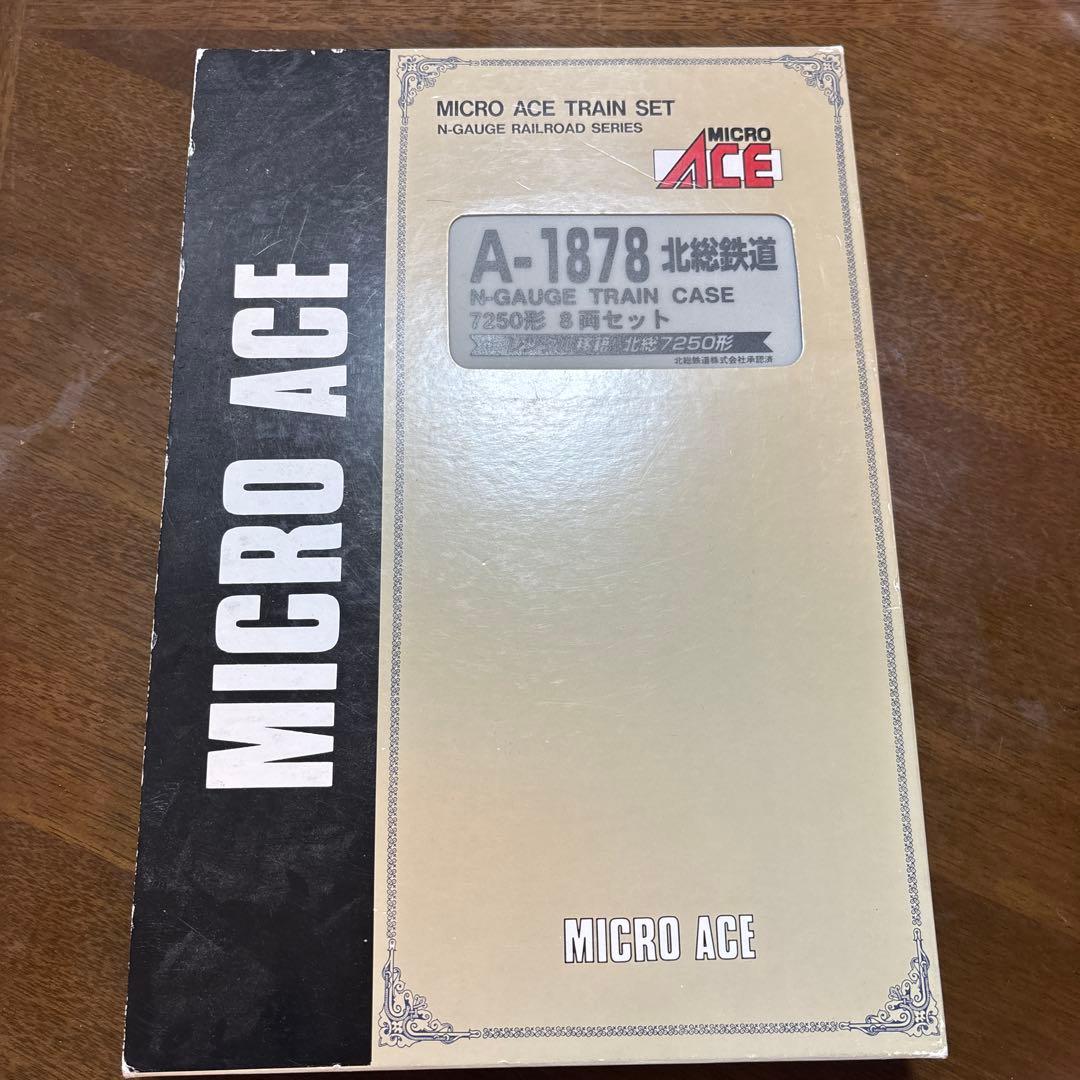 MICRO ACE TRAIN SET
N-GAUGE RAILROAD SERIES
MICRO
ACE
A-1878 北総鉄道
N-GAUGE TRAIN CASE
7250形 8両セット
北総7250形
北総鉄道株式会社承認済
MICRO ACE
MICRO ACE